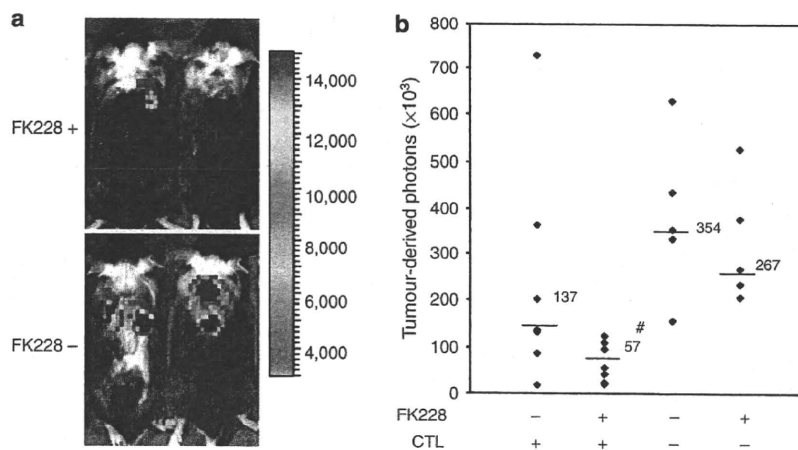 a
FK228 +
FK228 –
14,000
12,000
10,000
8,000
6,000
4,000
b
Tumour-derived photons (×10³)
800
700
600
500
400
300
200
100
0
137
#
57
354
267
FK228 – + – +
CTL + + – –